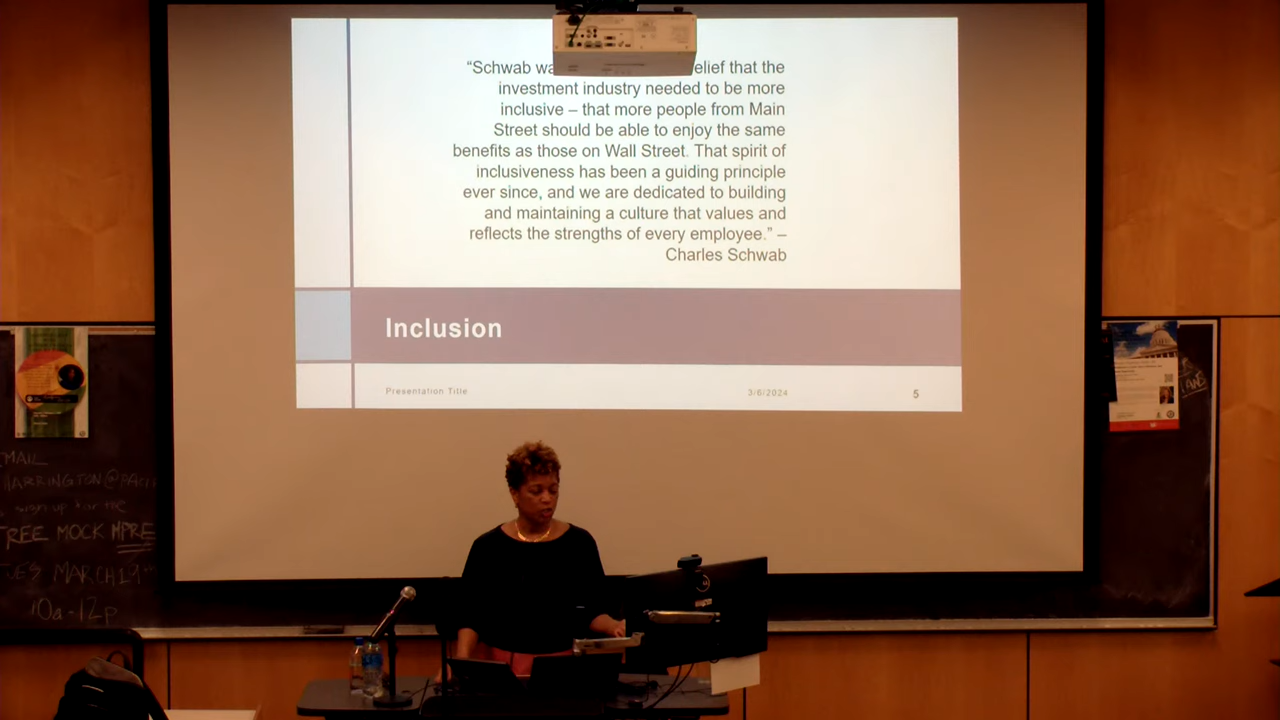 “Schwab wa elief that the
investment industry needed to be more
inclusive – that more people from Main
Street should be able to enjoy the same
benefits as those on Wall Street. That spirit of
inclusiveness has been a guiding principle
ever since, and we are dedicated to building
and maintaining a culture that values and
reflects the strengths of every employee.” –
Charles Schwab
Inclusion
Presentation Title 3/6/2024 5
MAIL
HARRINGTON@PACI
sign up for the
FREE MOCK MPRE
TUES MARCH 19th
10a-12p